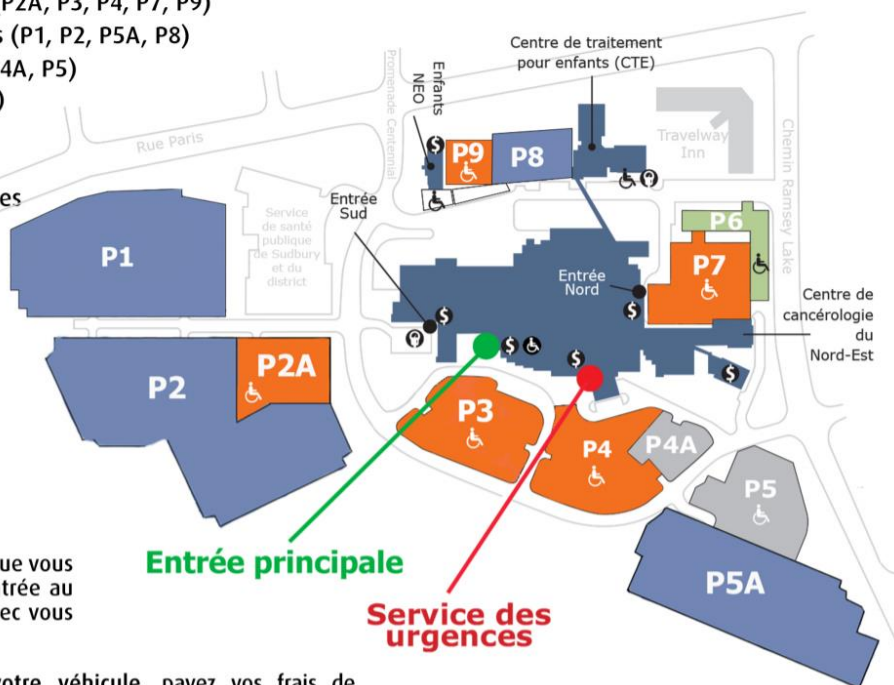 P2A, P3, P4, P7, P9)
(P1, P2, P5A, P8)
4A, P5)
Centre de traitement
pour enfants (CTE)
Enfants
NEO
Promenade Centennial
Rue Paris
Travelway
Inn
Chemin Ramsey Lake
P9
P8
Entrée
Sud
Service
de santé
publique
de Sudbury
et du
district
P1
P6
P7
Entrée
Nord
Centre de
cancérologie
du
Nord-Est
$
$
$
$
$
$
P2
P2A
P3
P4
P4A
P5
P5A
Entrée principale
Service des
urgences
que vous
ntrée au
ec vous
votre véhicule, payez vos frais de